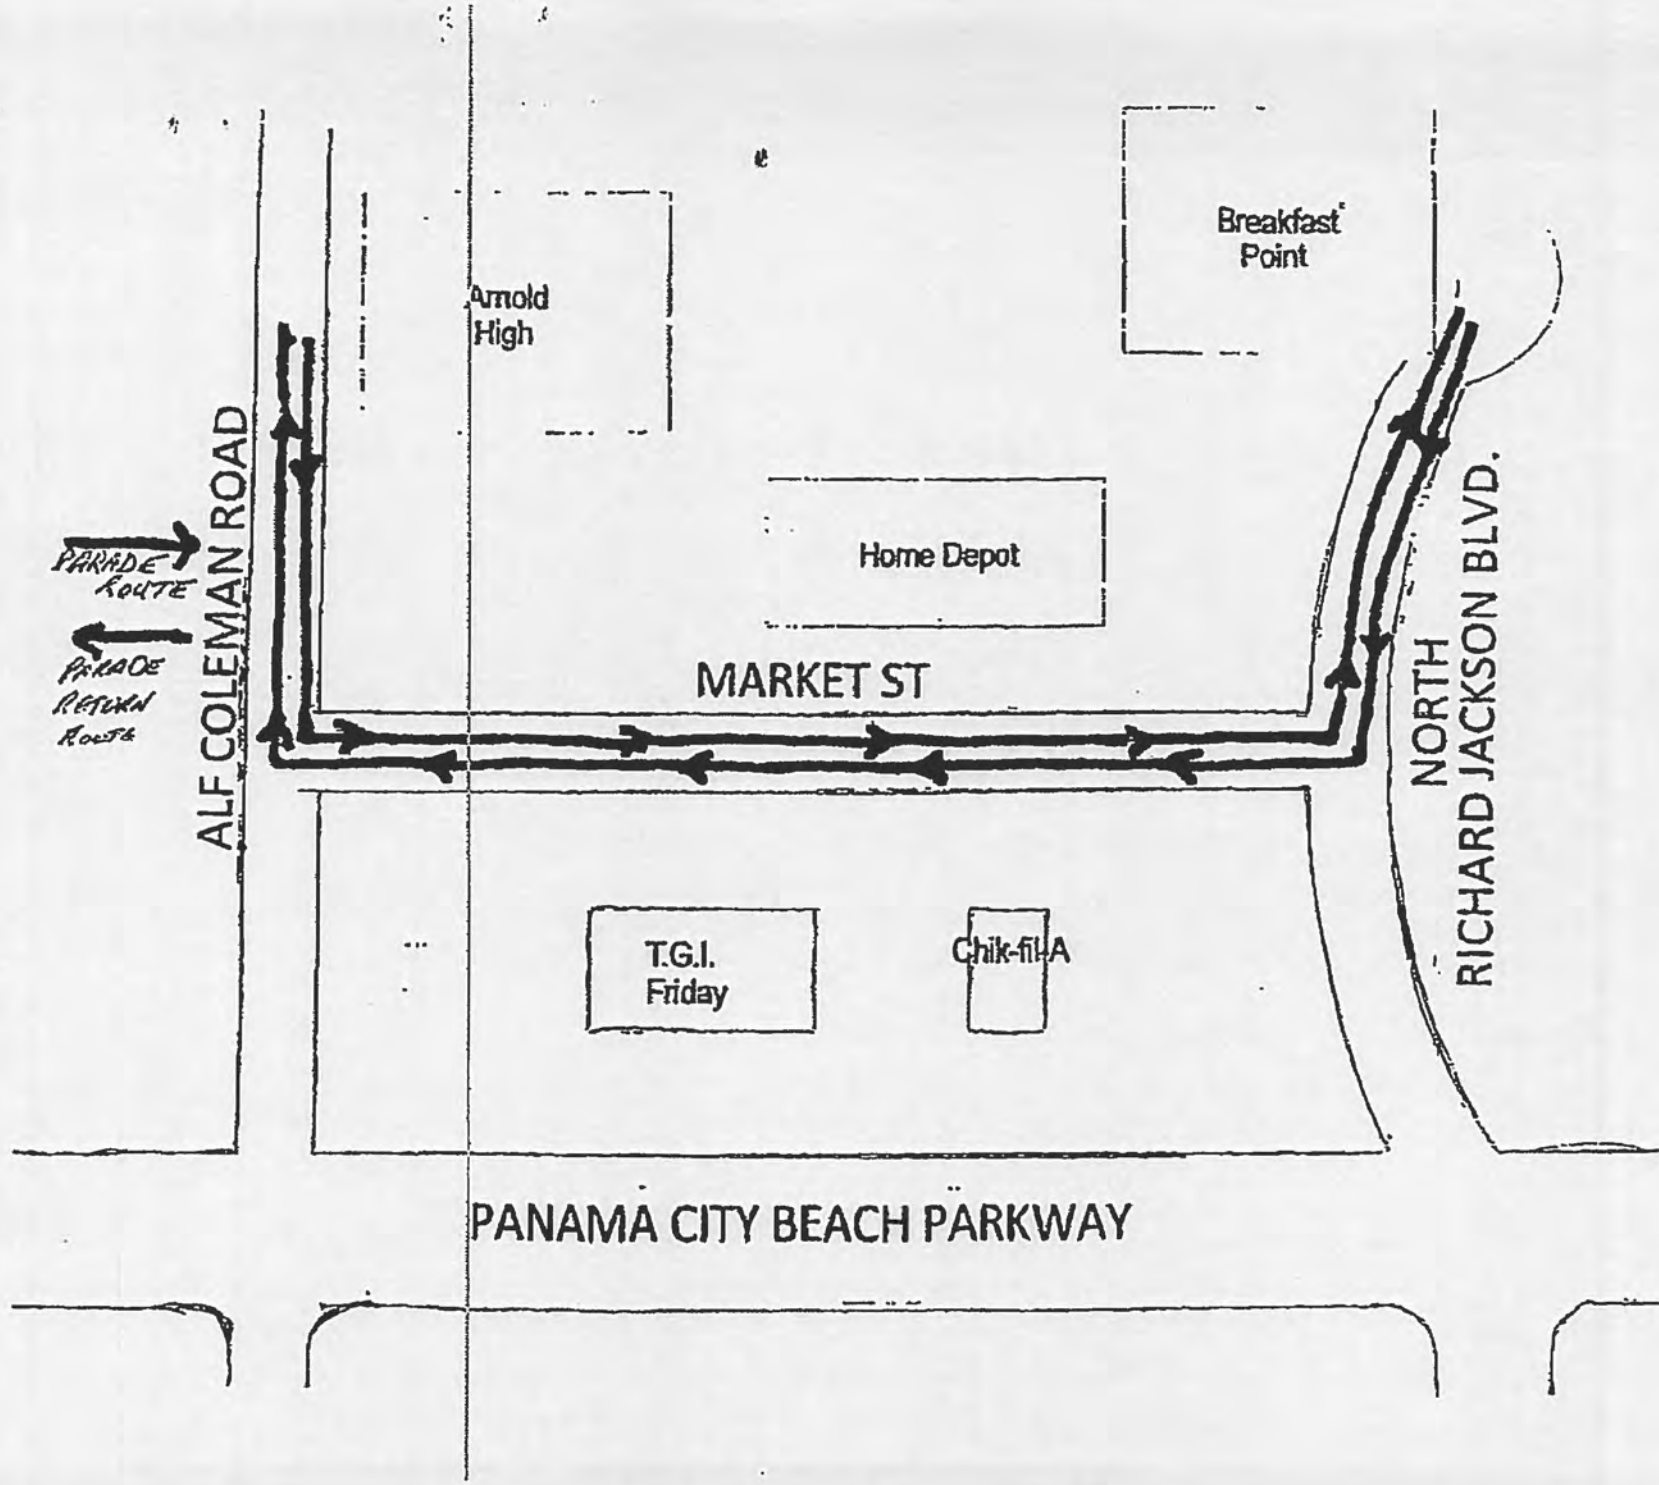 Breakfast
Point
Arnold
High
ALF COLEMAN ROAD
PARADE
ROUTE
PARADE
RETURN
ROUTE
Home Depot
MARKET ST
NORTH
RICHARD JACKSON BLVD.
T.G.I.
Friday
Chik-fil-A
PANAMA CITY BEACH PARKWAY